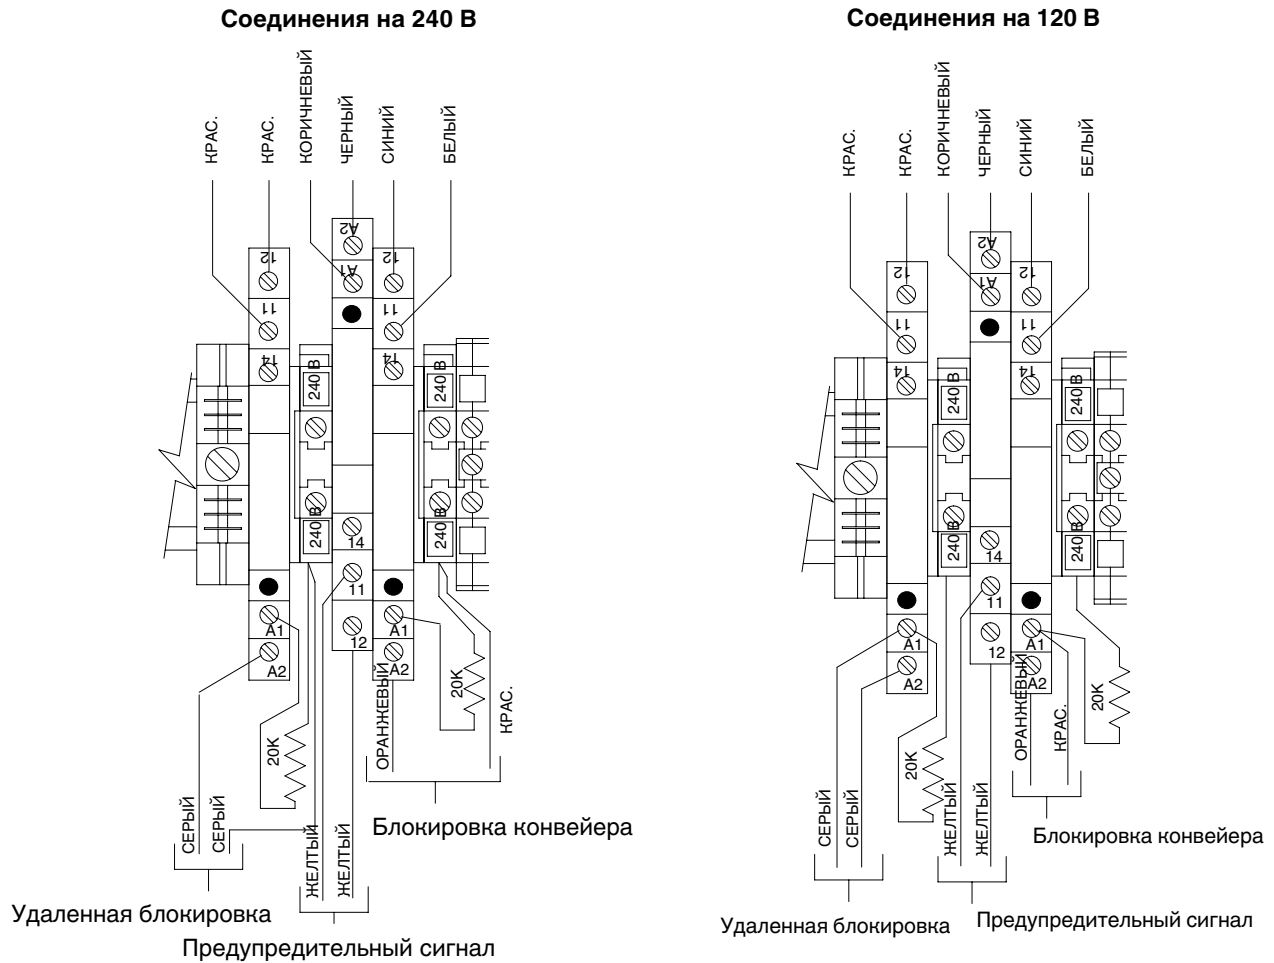 Соединения на 240 В
КРАС.
КРАС.
КОРИЧНЕВЫЙ
ЧЕРНЫЙ
СИНИЙ
БЕЛЫЙ
A2
A1
12
11
14
12
11
14
240 В
240 В
240 В
240 В
14
11
12
A1
A2
A1
A2
20K
20K
ОРАНЖЕВЫЙ
КРАС.
СЕРЫЙ
СЕРЫЙ
ЖЕЛТЫЙ
ЖЕЛТЫЙ
Блокировка конвейера
Удаленная блокировка
Предупредительный сигнал
Соединения на 120 В
КРАС.
КРАС.
КОРИЧНЕВЫЙ
ЧЕРНЫЙ
СИНИЙ
БЕЛЫЙ
A2
A1
12
11
14
12
11
14
240 В
240 В
240 В
240 В
14
11
12
A1
A2
A1
A2
20K
20K
ОРАНЖЕВЫЙ
КРАС.
СЕРЫЙ
СЕРЫЙ
ЖЕЛТЫЙ
ЖЕЛТЫЙ
Блокировка конвейера
Удаленная блокировка
Предупредительный сигнал